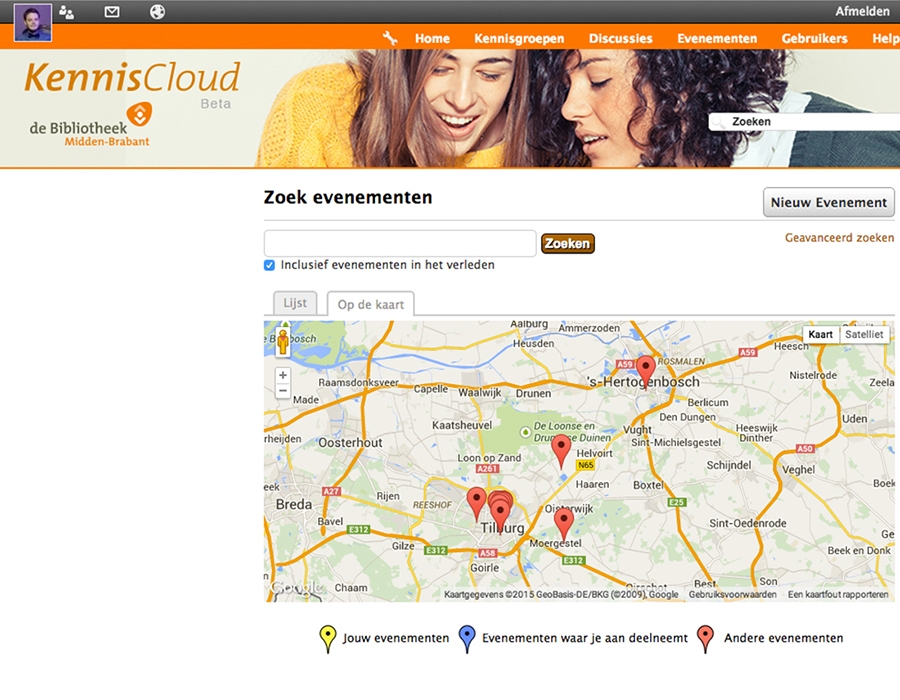 Afmelden
Home Kennisgroepen Discussies Evenementen Gebruikers Help
KennisCloud
Beta
de Bibliotheek
Midden-Brabant
Zoeken
Zoek evenementen
Nieuw Evenement
Zoeken
Geavanceerd zoeken
Inclusief evenementen in het verleden
Lijst
Op de kaart
Kaart Satelliet
Aalburg
Ammerzoden
Heusden
A59
Heesch
A59
ROSMALEN
Nistelrode
Raamsdonksveer
Capelle
Waalwijk
Drunen
's-Hertogenbosch
Zeela
Made
Berlicum
Den Dungen
Uden
Kaatsheuvel
De Loonse en
Drunense Duinen
Vught
Heeswijk
Dinther
Oosterhout
Sint-Michielsgestel
A50
Helvoirt
Loon op Zand
N65
Schijndel
Veghel
A261
Haaren
Boxtel
A27
Rijen
Breda
REESHOF
Oisterwijk
E25
Bavel
E312
Tilburg
Sint-Oedenrode
Gilze
E312
A58
Moergestel
E312
Beek en Donk
Goirle
Chaam
Best
Son
Google
Kaartgegevens ©2015 GeoBasis-DE/BKG (©2009), Google Gebruiksvoorwaarden Een kaartfout rapporteren
Jouw evenementen Evenementen waar je aan deelneemt Andere evenementen